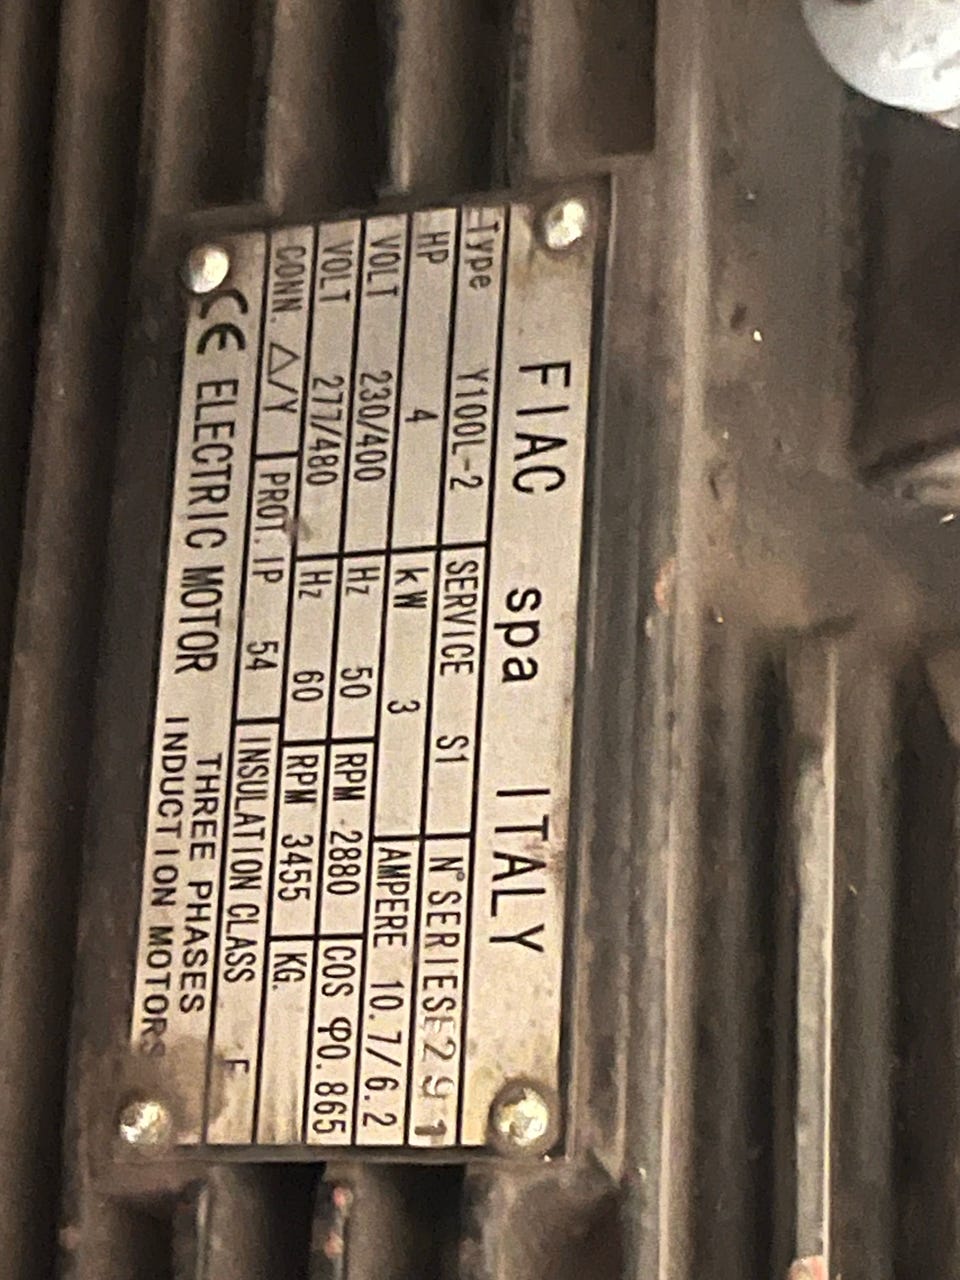 FIAC spa ITALY
Type Y100L-2 SERVICE S1 N° SERIES
HP 4 kW 3 AMPERE 10.7/6.2
VOLT 230/400 Hz 50 RPM 2880 COS φ0.865
VOLT 277/480 Hz 60 RPM 3455 KG.
CONN. △/Y PROT. IP 54 INSULATION CLASS F
CE ELECTRIC MOTOR THREE PHASES
INDUCTION MOTORS